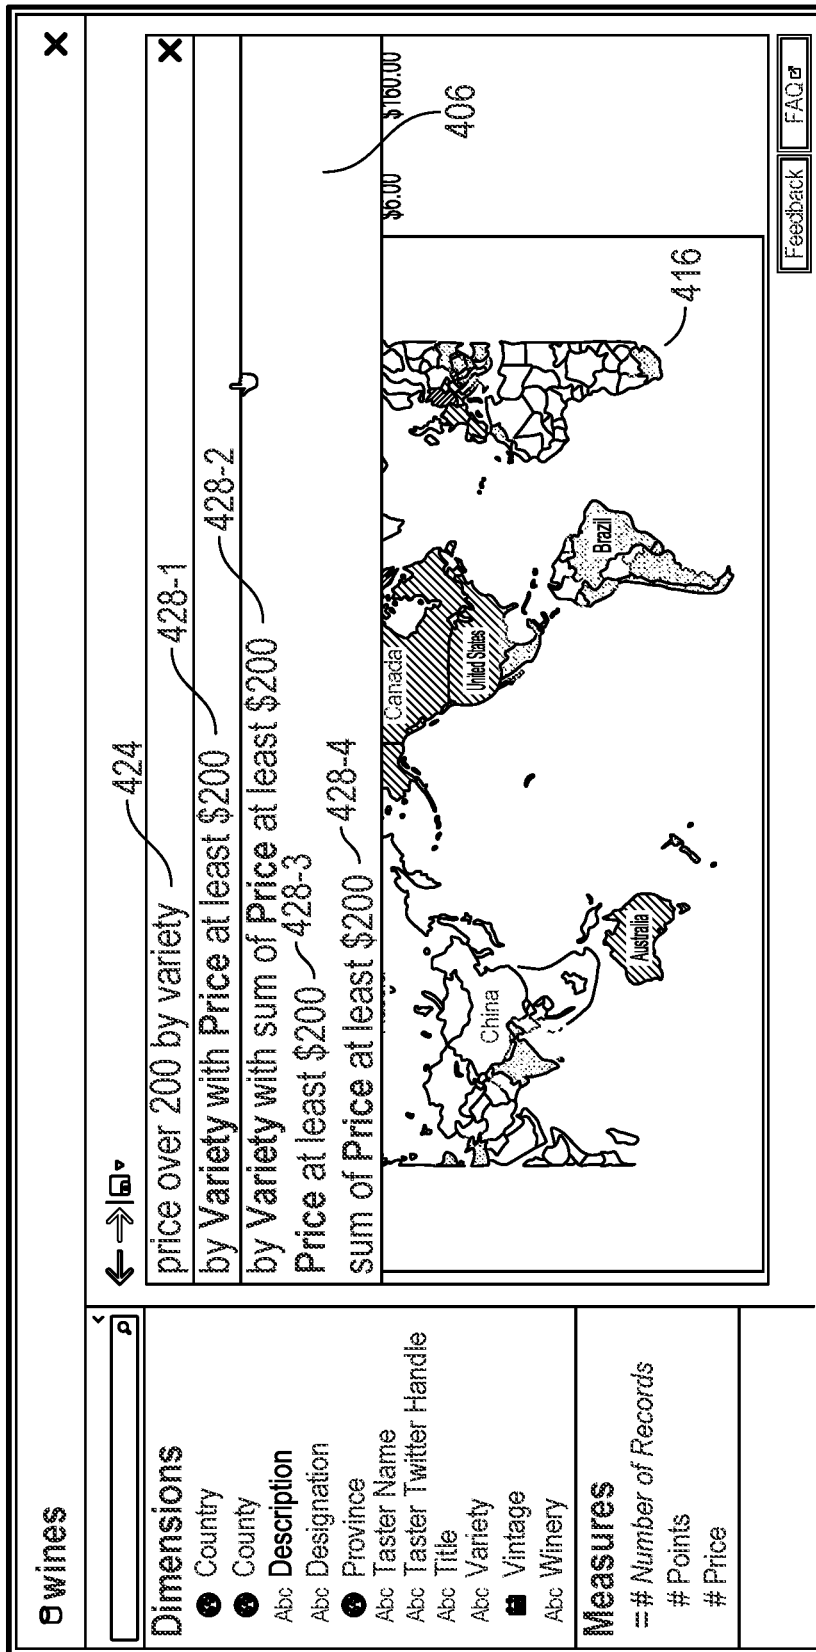 wines
Dimensions
Country
County
Abc Description
Abc Designation
Province
Abc Taster Name
Abc Taster Twitter Handle
Abc Title
Abc Variety
Vintage
Abc Winery
Measures
=# Number of Records
# Points
# Price
424
price over 200 by variety
428-1
by Variety with Price at least $200
428-2
by Variety with sum of Price at least $200
Price at least $200 428-3
sum of Price at least $200 428-4
406
$6.00 $160.00
China
Australia
Canada
United States
Brazil
416
Feedback FAQ